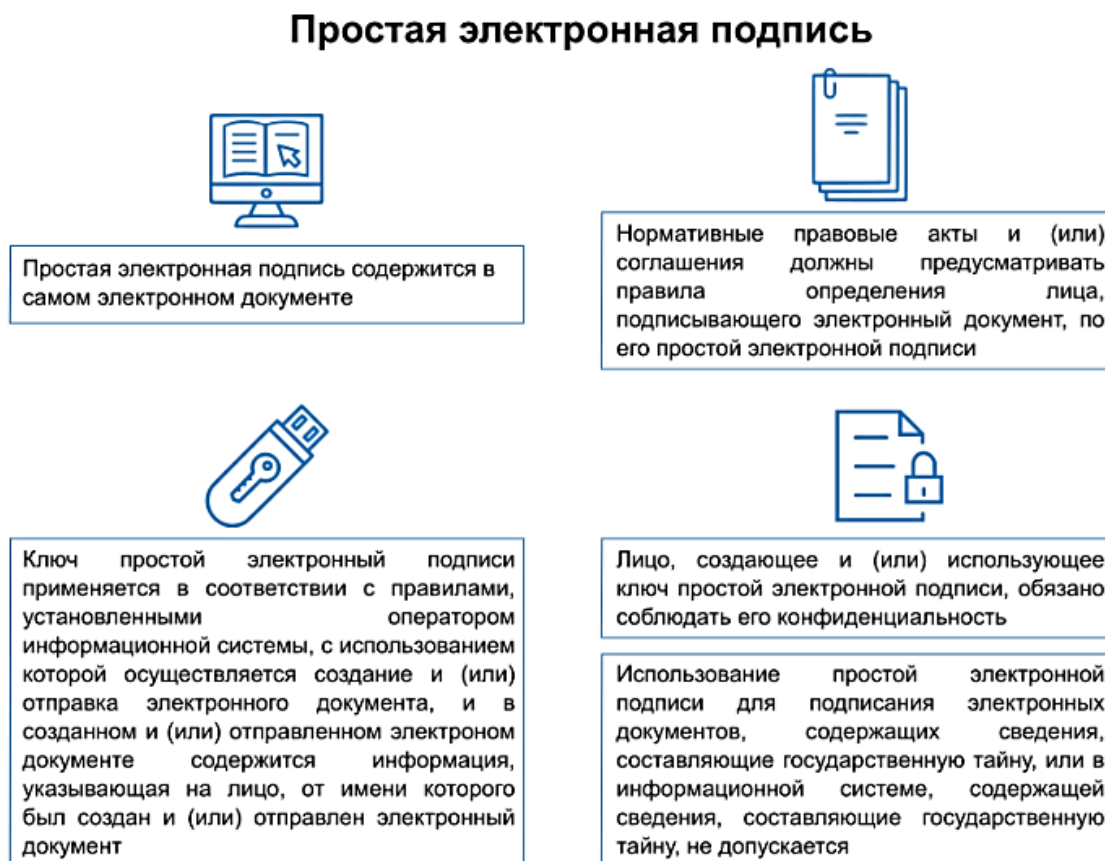 Простая электронная подпись
Простая электронная подпись содержится в
самом электронном документе
Нормативные правовые акты и (или)
соглашения должны предусматривать
правила определения лица,
подписывающего электронный документ, по
его простой электронной подписи
Ключ простой электронный подписи
применяется в соответствии с правилами,
установленными оператором
информационной системы, с использованием
которой осуществляется создание и (или)
отправка электронного документа, и в
созданном и (или) отправленном электроном
документе содержится информация,
указывающая на лицо, от имени которого
был создан и (или) отправлен электронный
документ
Лицо, создающее и (или) использующее
ключ простой электронной подписи, обязано
соблюдать его конфиденциальность
Использование простой электронной
подписи для подписания электронных
документов, содержащих сведения,
составляющие государственную тайну, или в
информационной системе, содержащей
сведения, составляющие государственную
тайну, не допускается